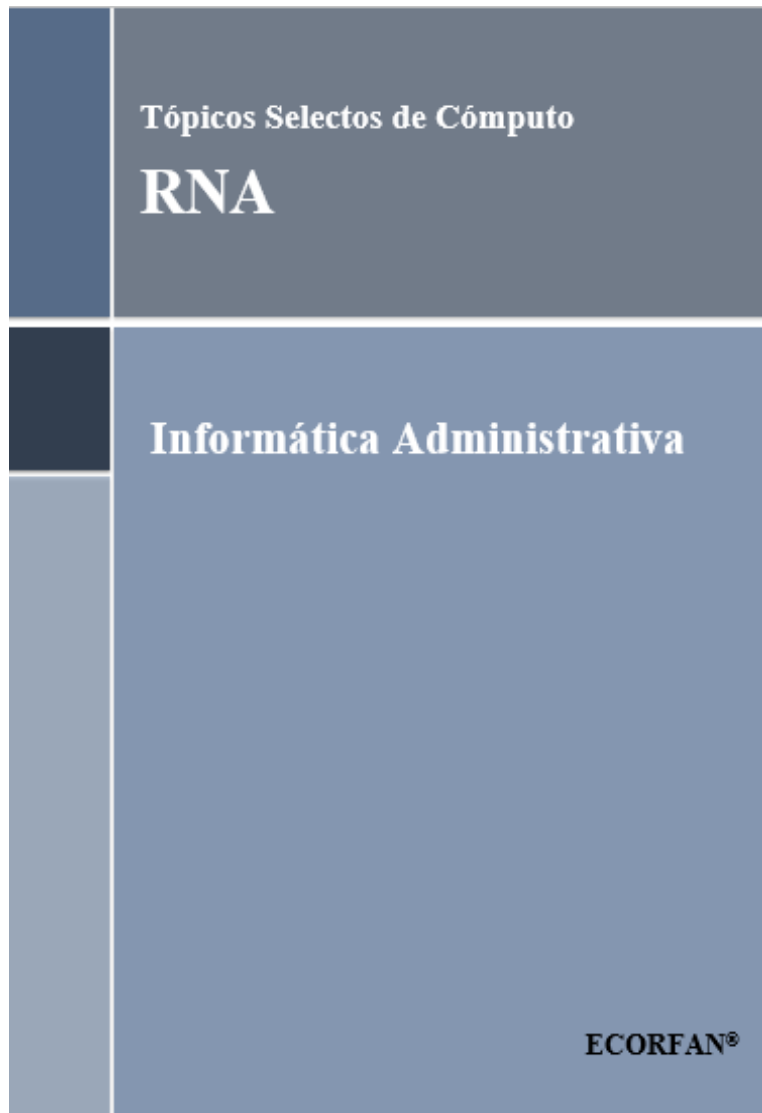 Tópicos Selectos de Cómputo
RNA
Informática Administrativa
ECORFAN®